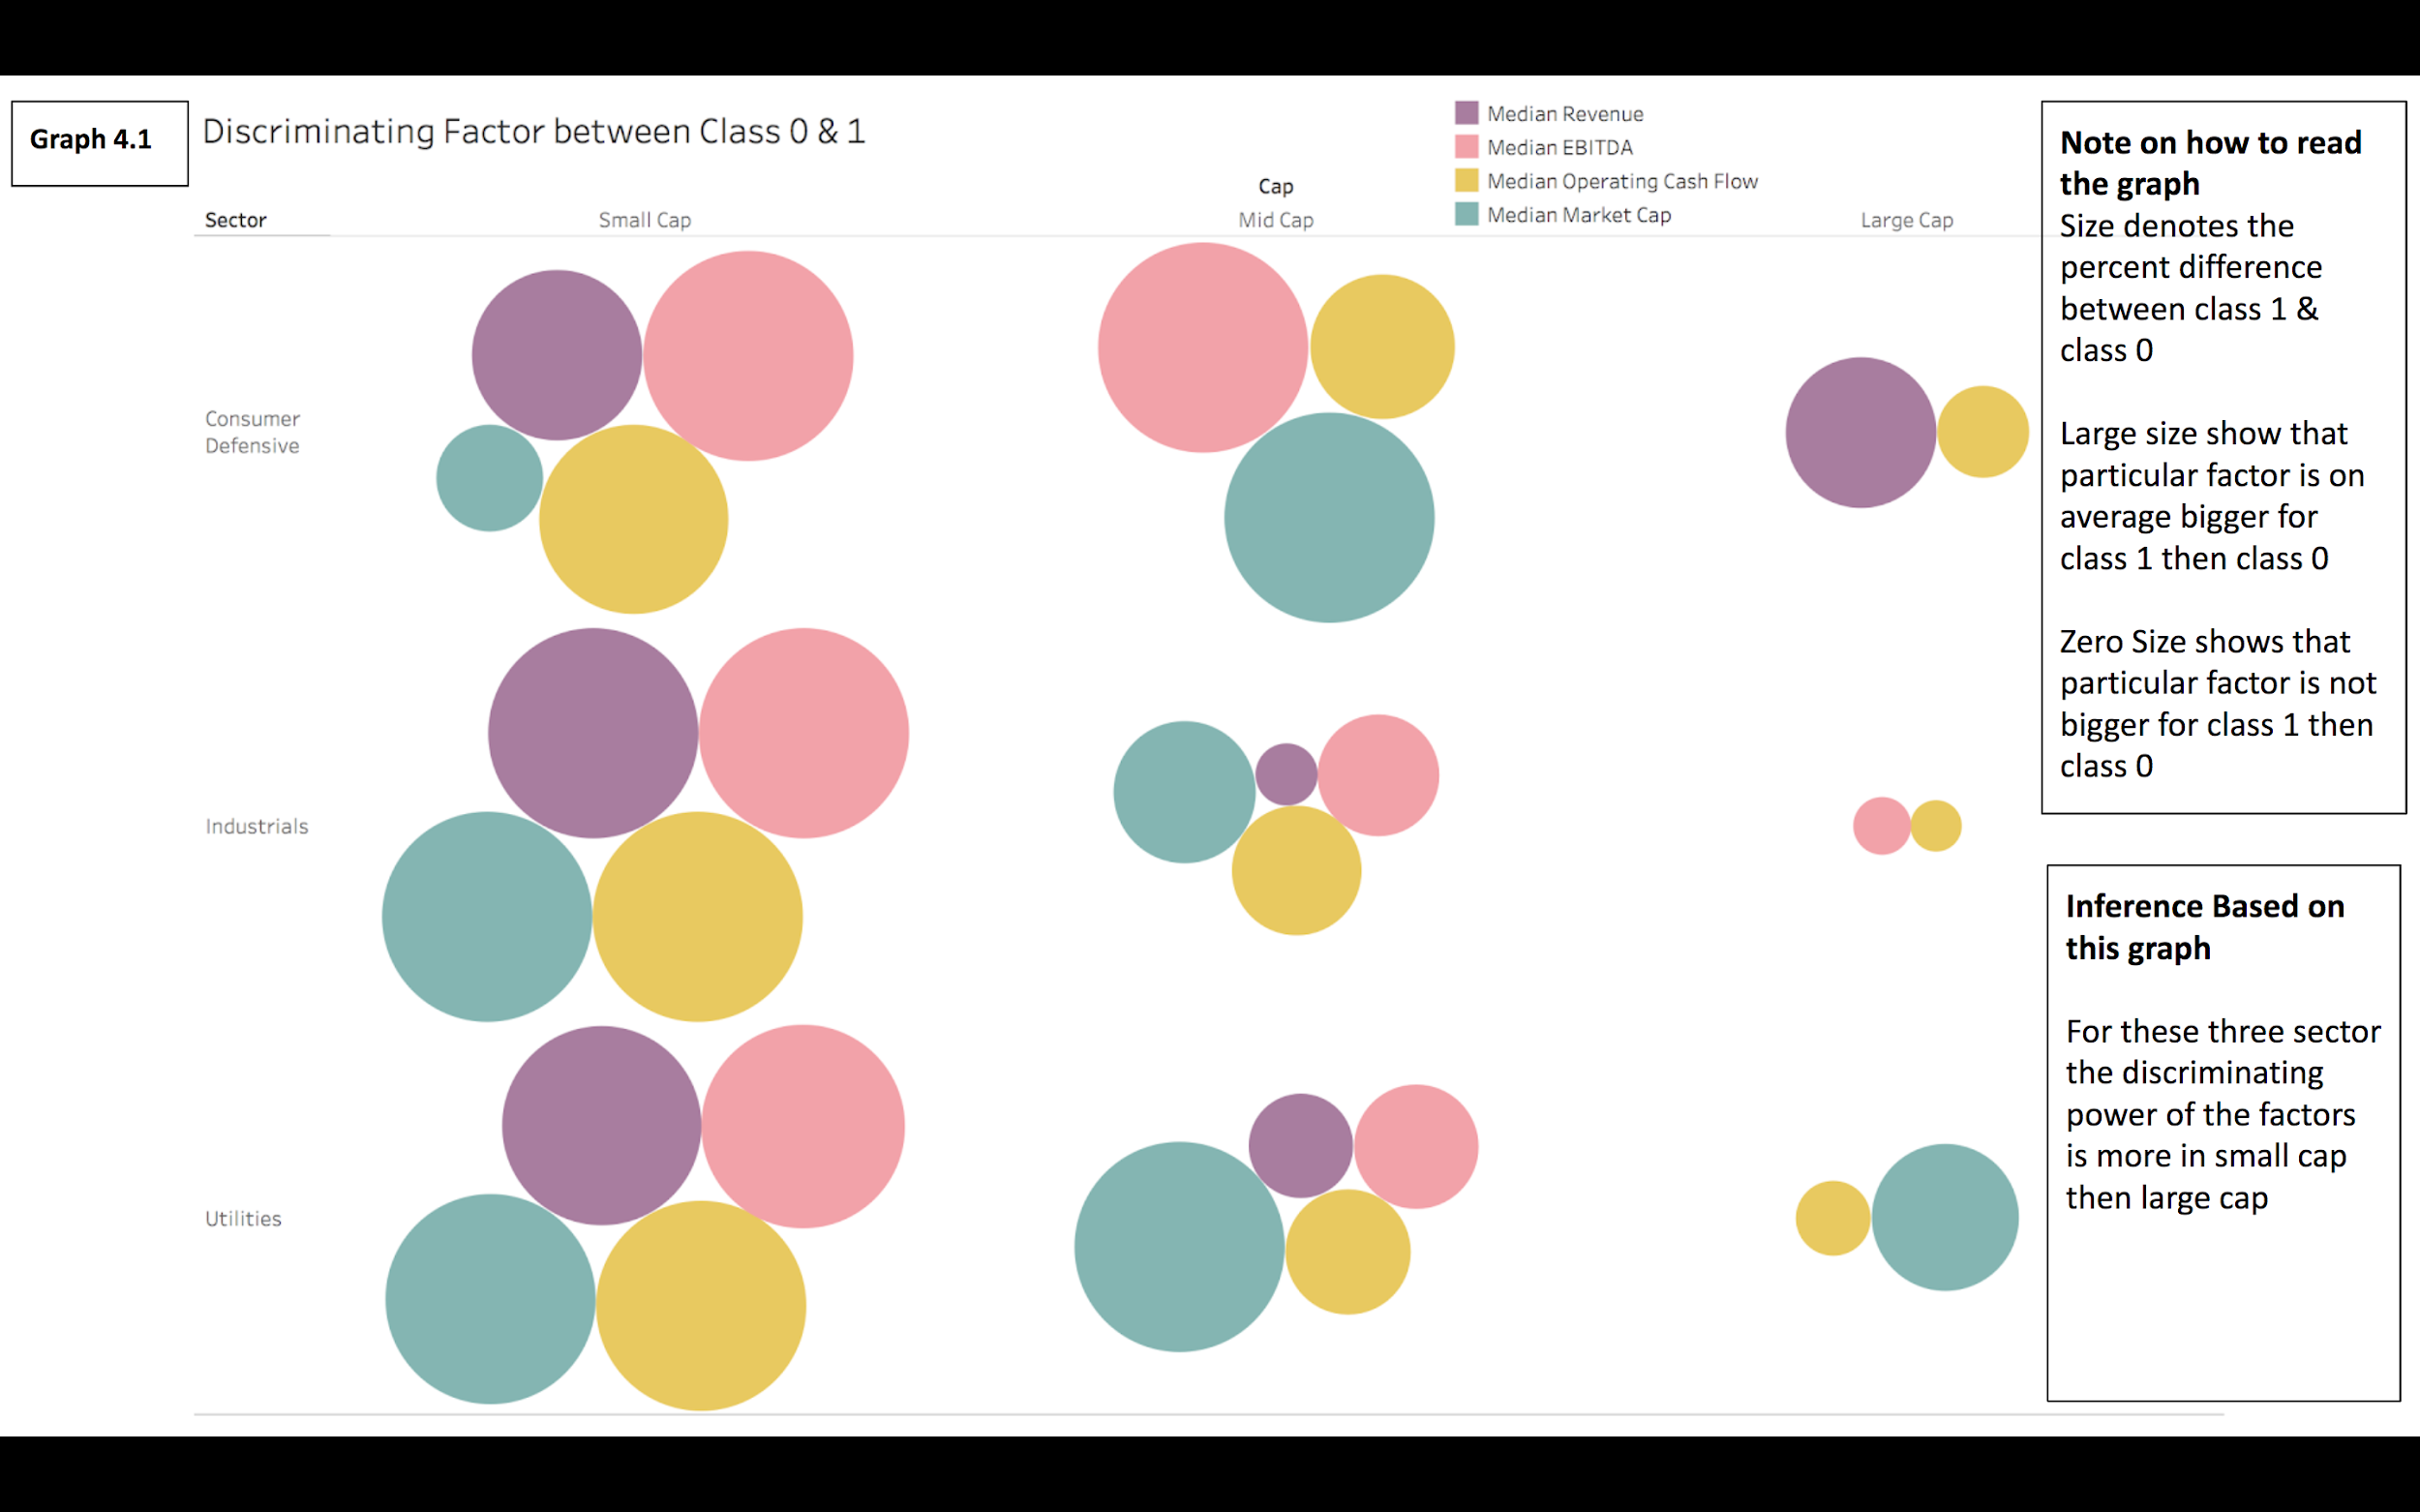 Graph 4.1
Discriminating Factor between Class 0 & 1
Median Revenue
Median EBITDA
Median Operating Cash Flow
Median Market Cap
Cap
Sector
Small Cap
Mid Cap
Large Cap
Consumer
Defensive
Industrials
Utilities
Note on how to read
the graph
Size denotes the
percent difference
between class 1 &
class 0
Large size show that
particular factor is on
average bigger for
class 1 then class 0
Zero Size shows that
particular factor is not
bigger for class 1 then
class 0
Inference Based on
this graph
For these three sector
the discriminating
power of the factors
is more in small cap
then large cap